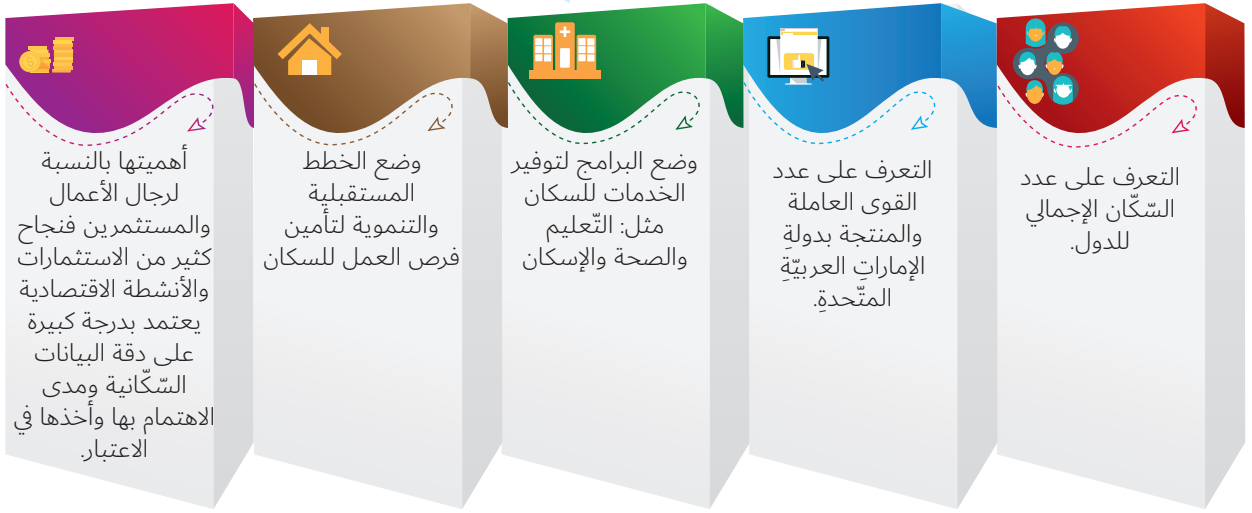 التعرف على عدد
السّكّان الإجمالي
للدول.
التعرف على عدد
القوى العاملة
والمنتجة بدولةِ
الإماراتِ العربيّةِ
المتّحدةِ.
وضع البرامج لتوفير
الخدمات للسكان
مثل: التّعليم
والصحة والإسكان
وضع الخطط
المستقبلية
والتنموية لتأمين
فرص العمل للسكان
أهميتها بالنسبة
لرجال الأعمال
والمستثمرين فنجاح
كثير من الاستثمارات
والأنشطة الاقتصادية
يعتمد بدرجة كبيرة
على دقة البيانات
السّكّانية ومدى
الاهتمام بها وأخذها في
الاعتبار.